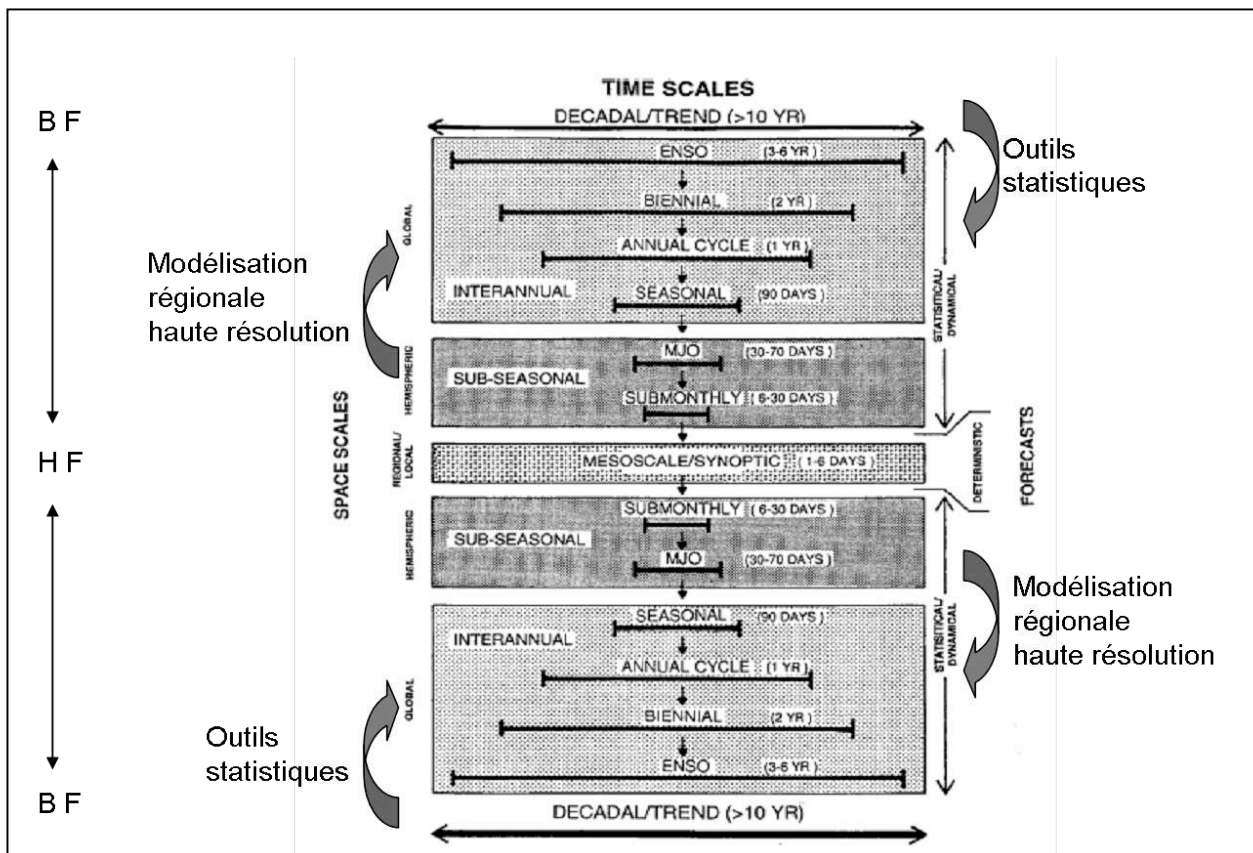 TIME SCALES
DECADAL/TREND (>10 YR)
B F
Outils
statistiques
ENSO (3-6 YR)
BIENNIAL (2 YR)
ANNUAL CYCLE (1 YR)
INTERANNUAL
SEASONAL (90 DAYS)
GLOBAL
Modélisation
régionale
haute résolution
STATISITICAL/
DYNAMICAL
MJO (30-70 DAYS)
SUB-SEASONAL
SUBMONTHLY (6-30 DAYS)
HEMISPHERIC
H F
SPACE SCALES
REGIONAL/
LOCAL
MESOSCALE/SYNOPTIC (1-6 DAYS)
DETERMINISTIC
FORECASTS
SUBMONTHLY (6-30 DAYS)
SUB-SEASONAL
MJO (30-70 DAYS)
HEMISPHERIC
Modélisation
régionale
haute résolution
STATISITICAL/
DYNAMICAL
SEASONAL (90 DAYS)
INTERANNUAL
ANNUAL CYCLE (1 YR)
BIENNIAL (2 YR)
GLOBAL
Outils
statistiques
ENSO (3-6 YR)
B F
DECADAL/TREND (>10 YR)